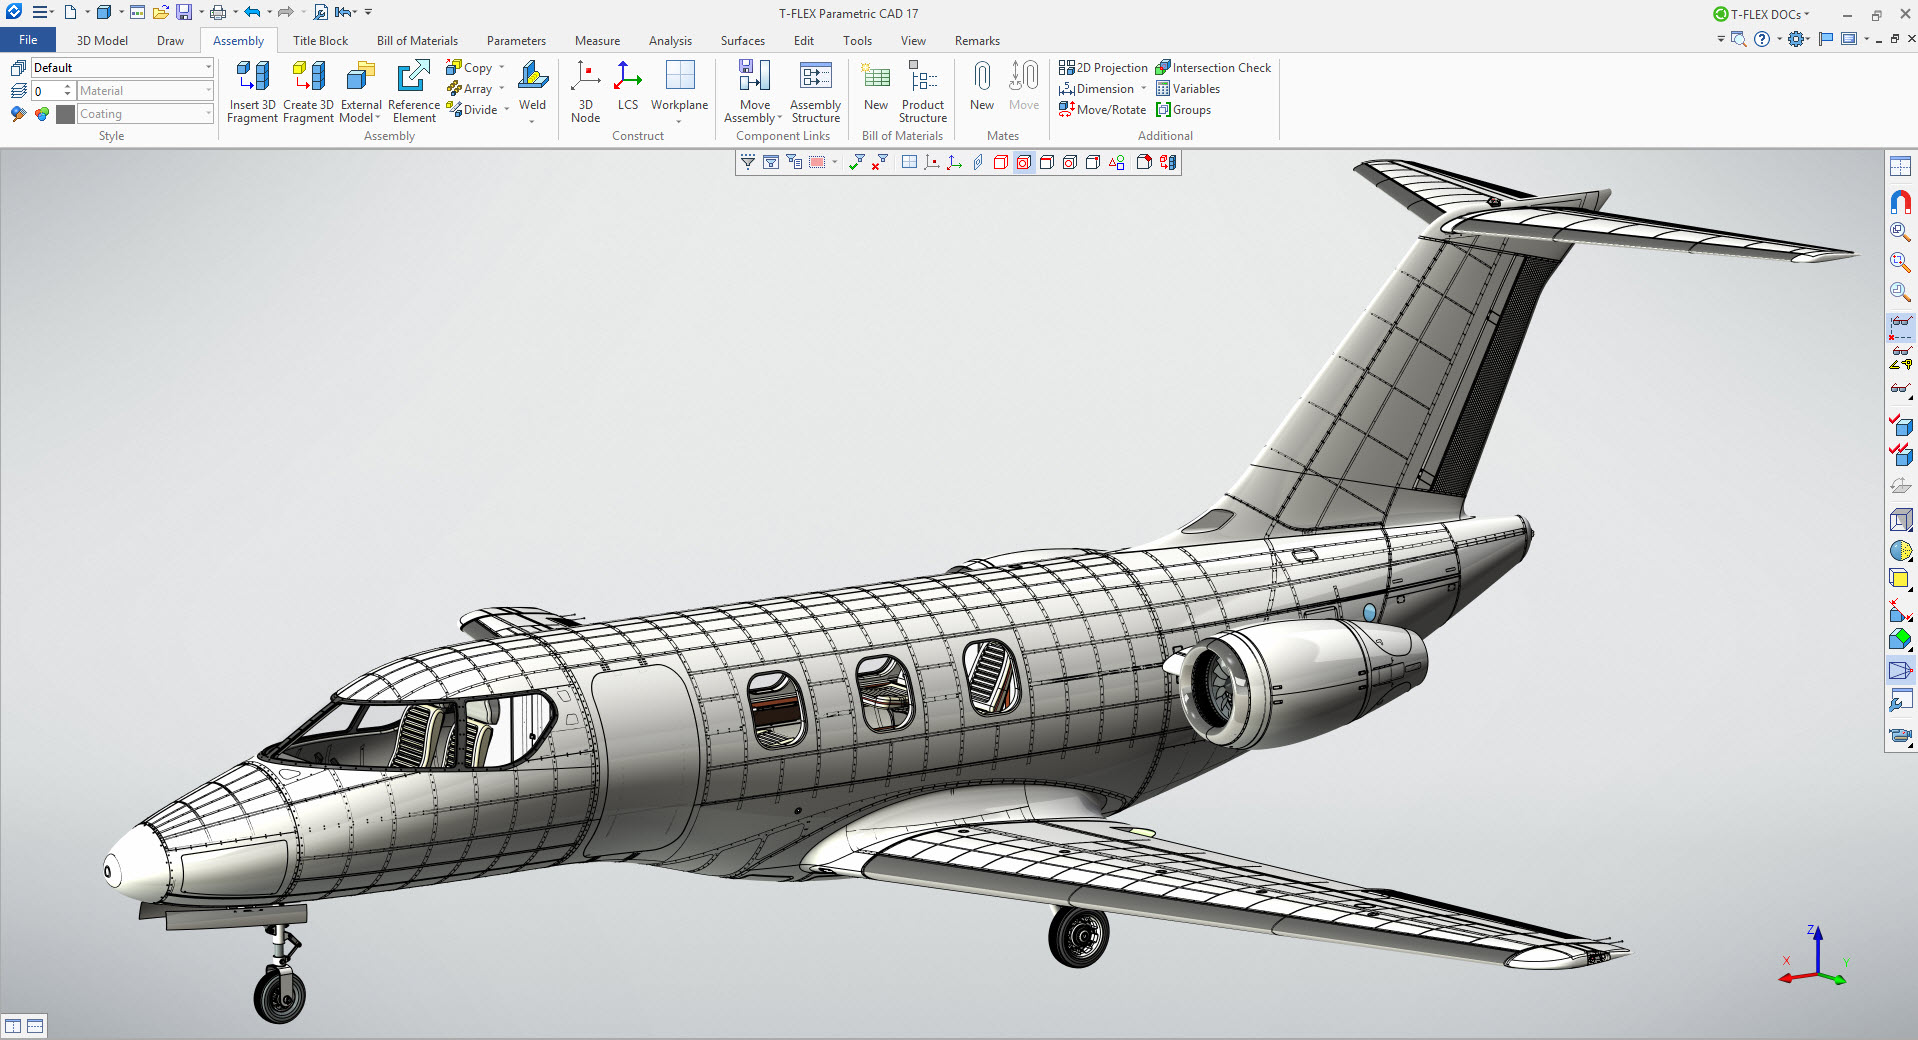 T-FLEX Parametric CAD 17
T-FLEX DOCs
File
3D Model
Draw
Assembly
Title Block
Bill of Materials
Parameters
Measure
Analysis
Surfaces
Edit
Tools
View
Remarks
Default
0
Material
Coating
Style
Insert 3D
Fragment
Create 3D
Fragment
External
Model
Reference
Element
Copy
Array
Divide
Weld
Assembly
3D
Node
LCS
Workplane
Construct
Move
Assembly
Assembly
Structure
Component Links
New
Product
Structure
Bill of Materials
New
Move
Mates
2D Projection
Dimension
Move/Rotate
Intersection Check
Variables
Groups
Additional
Z
X
Y